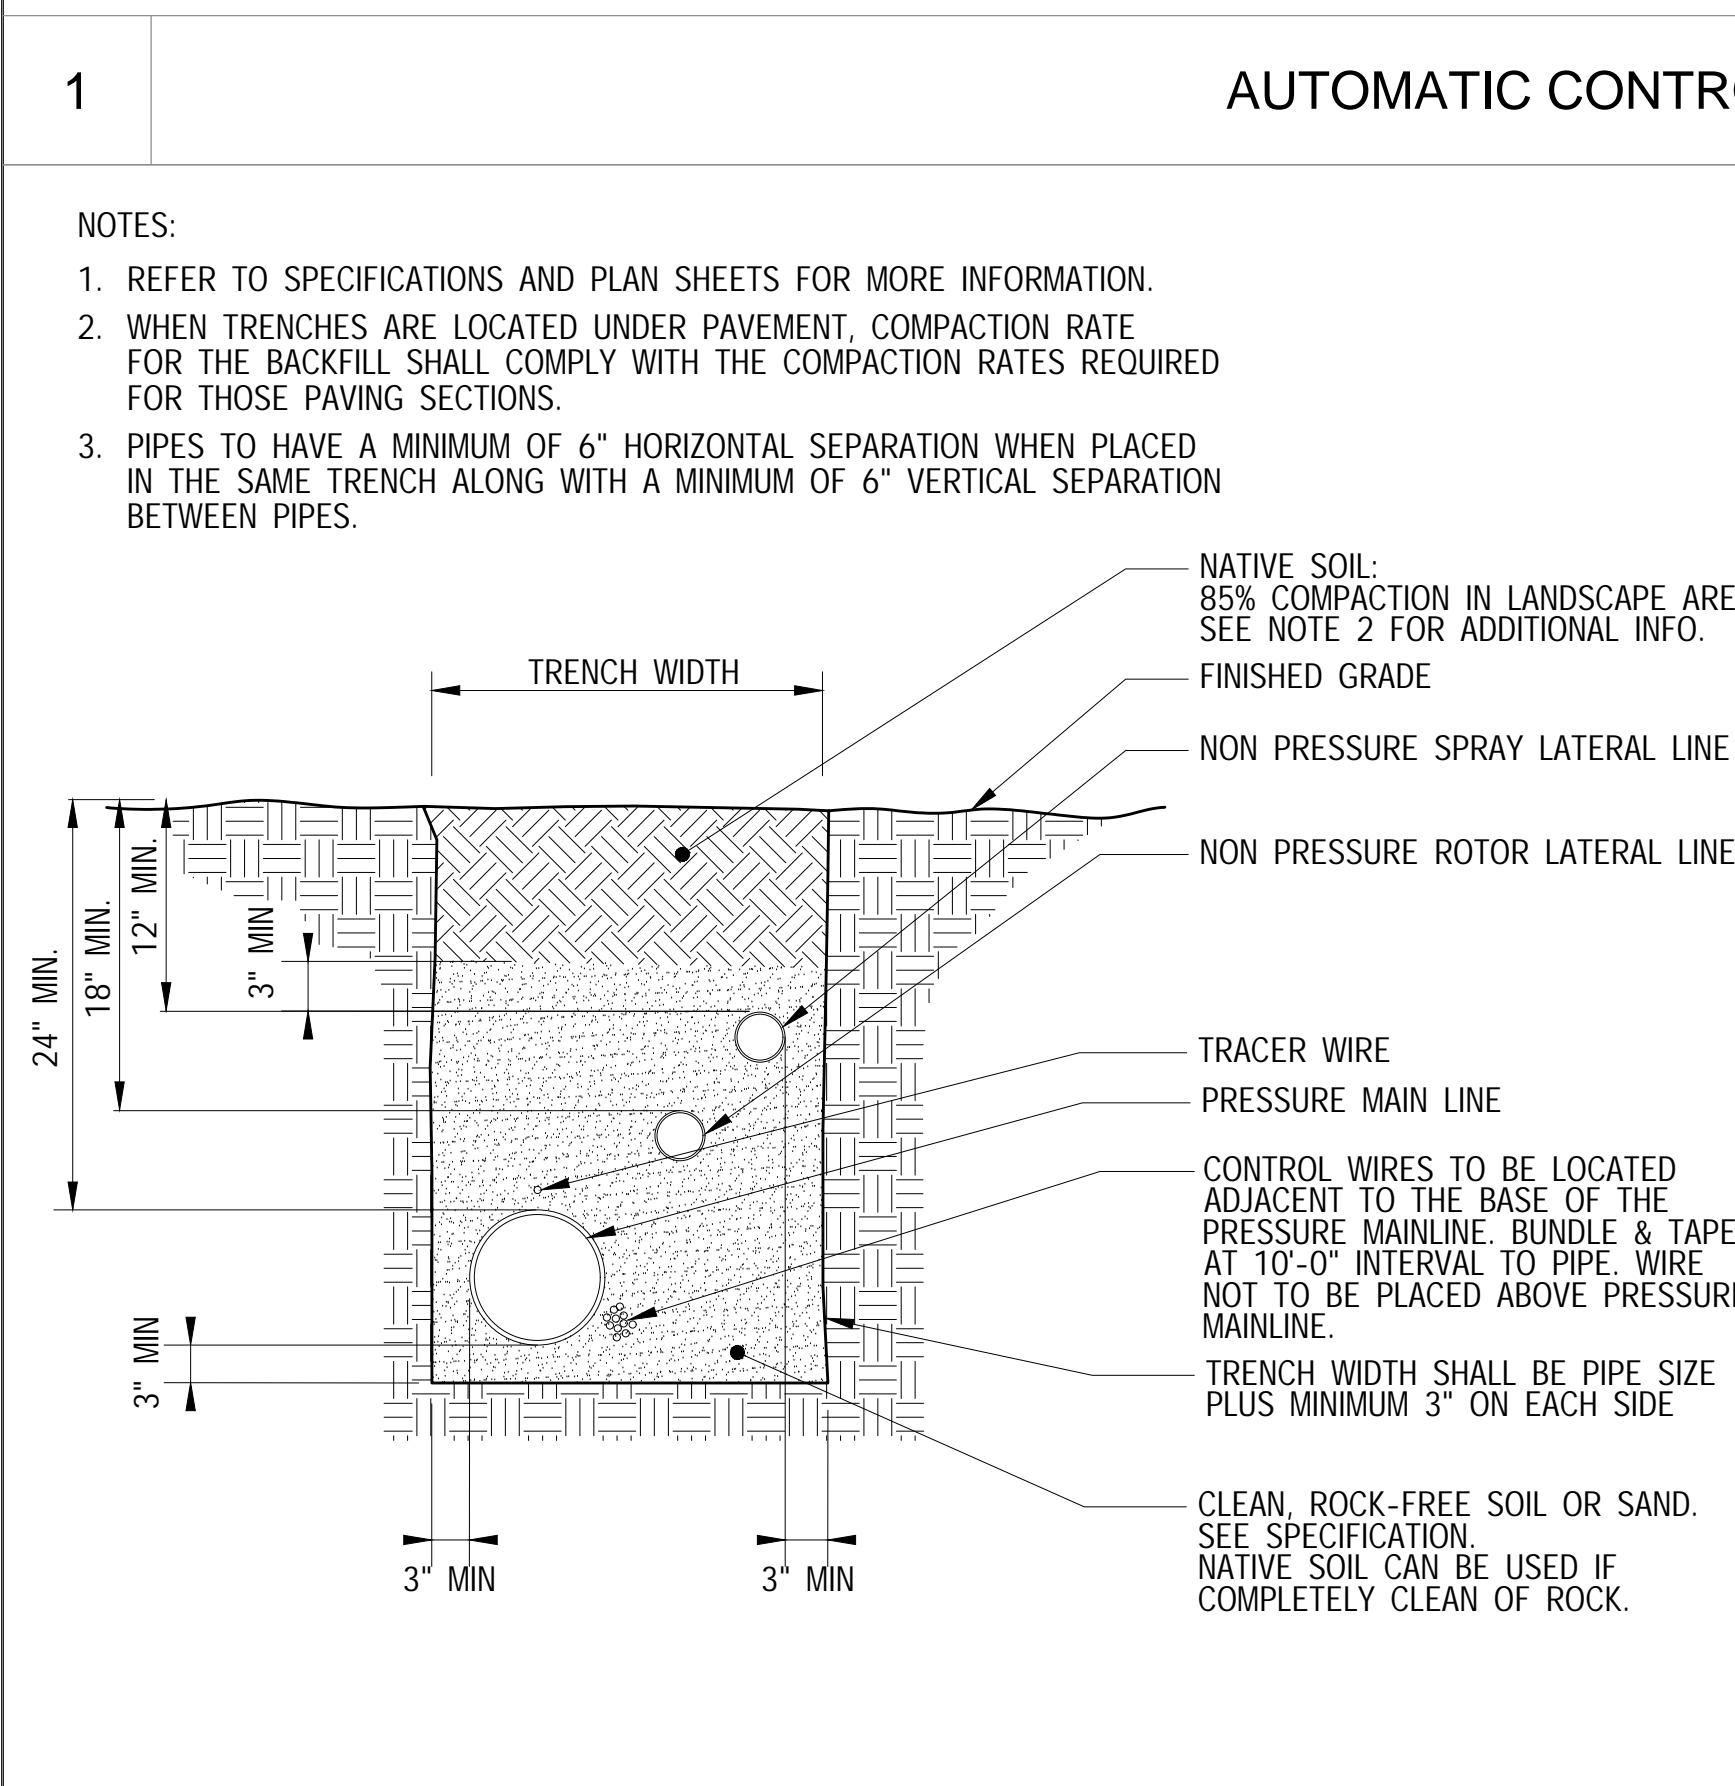 1
AUTOMATIC CONTR
NOTES:
1. REFER TO SPECIFICATIONS AND PLAN SHEETS FOR MORE INFORMATION.
2. WHEN TRENCHES ARE LOCATED UNDER PAVEMENT, COMPACTION RATE
FOR THE BACKFILL SHALL COMPLY WITH THE COMPACTION RATES REQUIRED
FOR THOSE PAVING SECTIONS.
3. PIPES TO HAVE A MINIMUM OF 6" HORIZONTAL SEPARATION WHEN PLACED
IN THE SAME TRENCH ALONG WITH A MINIMUM OF 6" VERTICAL SEPARATION
BETWEEN PIPES.
NATIVE SOIL:
85% COMPACTION IN LANDSCAPE ARE
SEE NOTE 2 FOR ADDITIONAL INFO.
TRENCH WIDTH
FINISHED GRADE
NON PRESSURE SPRAY LATERAL LINE
NON PRESSURE ROTOR LATERAL LINE
12" MIN.
18" MIN.
3" MIN
24" MIN.
TRACER WIRE
PRESSURE MAIN LINE
CONTROL WIRES TO BE LOCATED
ADJACENT TO THE BASE OF THE
PRESSURE MAINLINE. BUNDLE & TAPE
AT 10'-0" INTERVAL TO PIPE. WIRE
NOT TO BE PLACED ABOVE PRESSUR
MAINLINE.
3" MIN
TRENCH WIDTH SHALL BE PIPE SIZE
PLUS MINIMUM 3" ON EACH SIDE
CLEAN, ROCK-FREE SOIL OR SAND.
SEE SPECIFICATION.
NATIVE SOIL CAN BE USED IF
COMPLETELY CLEAN OF ROCK.
3" MIN
3" MIN